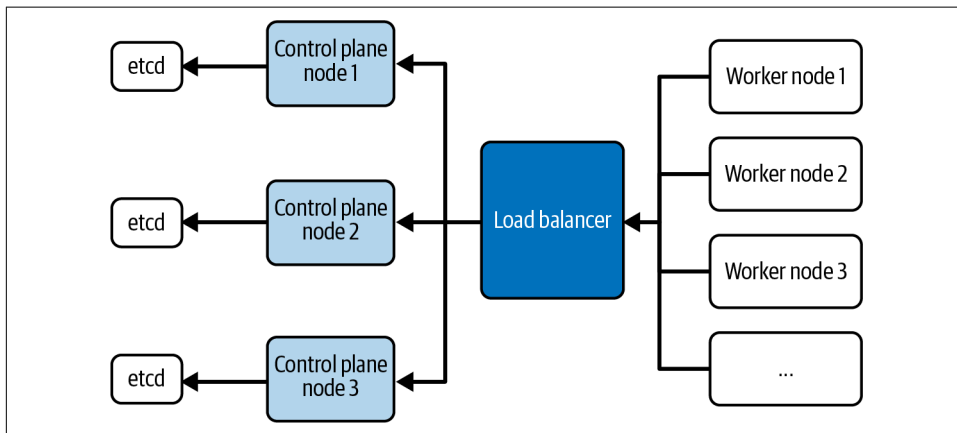 etcd
Control plane
node 1
etcd
Control plane
node 2
etcd
Control plane
node 3
Load balancer
Worker node 1
Worker node 2
Worker node 3
...